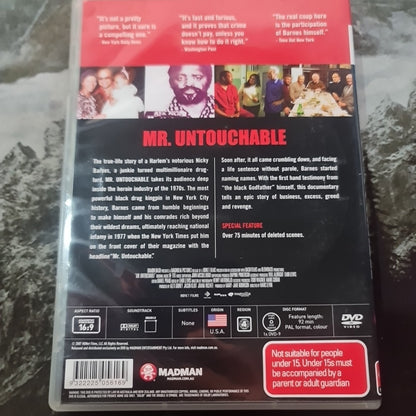 "It's not a pretty
picture, but it sure is
a compelling one."
- New York Daily News
"It's fast and furious,
and it proves that crime
doesn't pay, unless you
know how to do it right."
- Washington Post
"The real coup here is
the participation
of Barnes himself."
- Time Out New York
MR. UNTOUCHABLE
The true-life story of a Harlem's notorious Nicky
Barnes, a junkie turned multimillionaire drug-
lord, MR. UNTOUCHABLE takes its audience deep
inside the heroin industry of the 1970s. The most
powerful black drug kingpin in New York City
history, Barnes came from humble beginnings
to make himself and his comrades rich beyond
their wildest dreams, ultimately reaching national
infamy in 1977 when the New York Times put him
on the front cover of their magazine with the
headline "Mr. Untouchable."
Soon after, it all came crumbling down, and facing
a life sentence without parole, Barnes started
naming names. With the first hand testimony from
"the black Godfather" himself, this documentary
tells an epic story of business, excess, greed
and revenge.
SPECIAL FEATURE
Over 75 minutes of deleted scenes.
ASPECT RATIO
16:9
SOUNDTRACK
SUBTITLES
None
ORIGIN
U.S.A.
DISC FORMAT
Feature length:
92 min
PAL format, colour
1x DVD-9
DVD
VIDEO
MADMAN
MADMAN.COM.AU
9322225058169
Not suitable for people
under 15. Under 15s must
be accompanied by a
parent or adult guardian